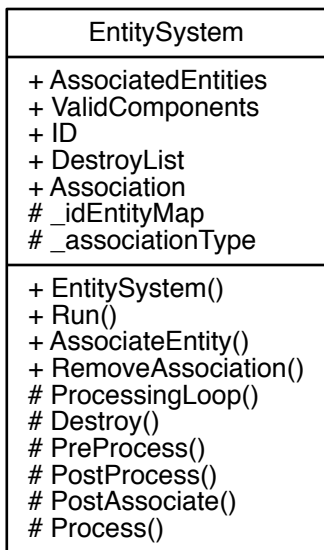 EntitySystem
+ AssociatedEntities
+ ValidComponents
+ ID
+ DestroyList
+ Association
# _idEntityMap
# _associationType
+ EntitySystem()
+ Run()
+ AssociateEntity()
+ RemoveAssociation()
# ProcessingLoop()
# Destroy()
# PreProcess()
# PostProcess()
# PostAssociate()
# Process()